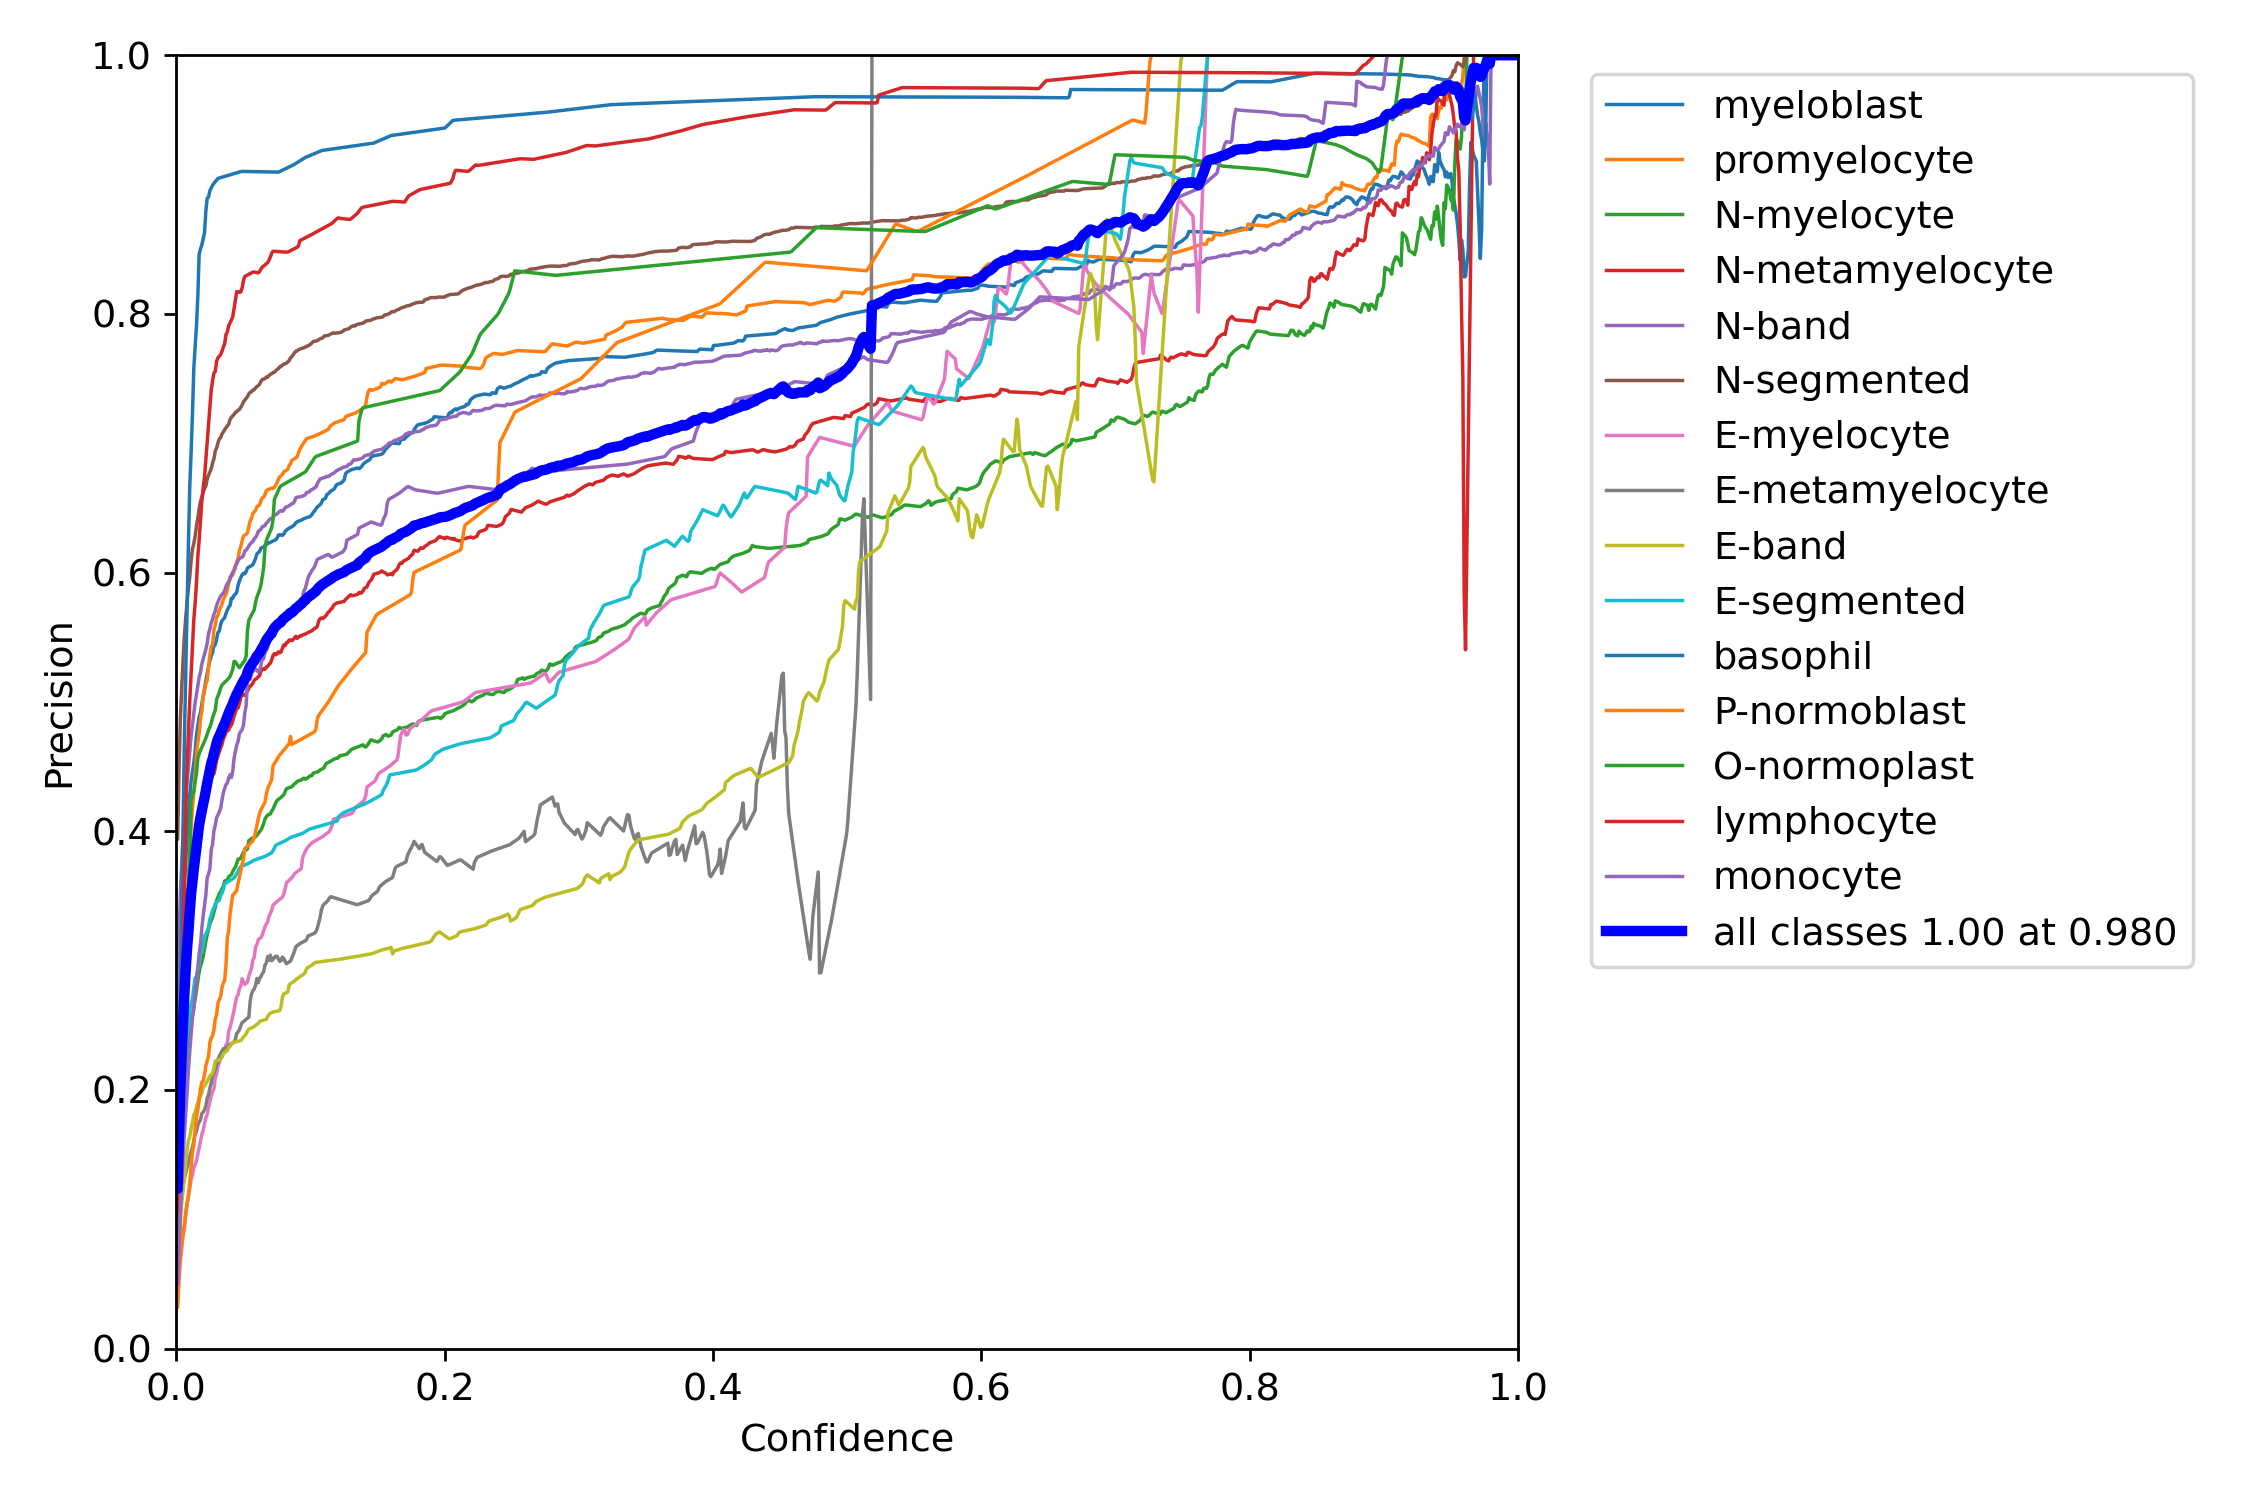 1.0
0.8
0.6
0.4
0.2
0.0
Precision
0.0 0.2 0.4 0.6 0.8 1.0
Confidence
myeloblast
promyelocyte
N-myelocyte
N-metamyelocyte
N-band
N-segmented
E-myelocyte
E-metamyelocyte
E-band
E-segmented
basophil
P-normoblast
O-normoplast
lymphocyte
monocyte
all classes 1.00 at 0.980